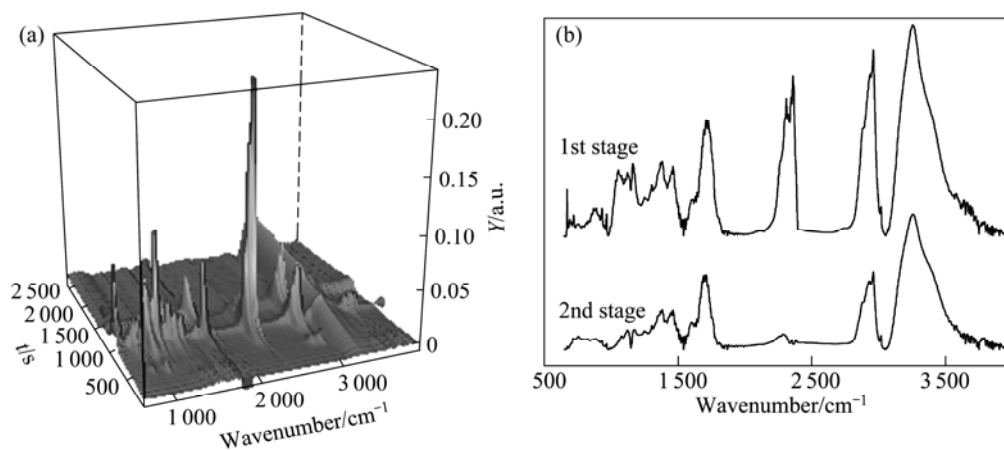 (a)
0.20
0.15
0.10
0.05
0
Y/a.u.
2 500
2 000
1 500
1 000
500
t/s
1 000
2 000
3 000
Wavenumber/cm⁻¹
(b)
1st stage
2nd stage
500
1 500
2 500
3 500
Wavenumber/cm⁻¹